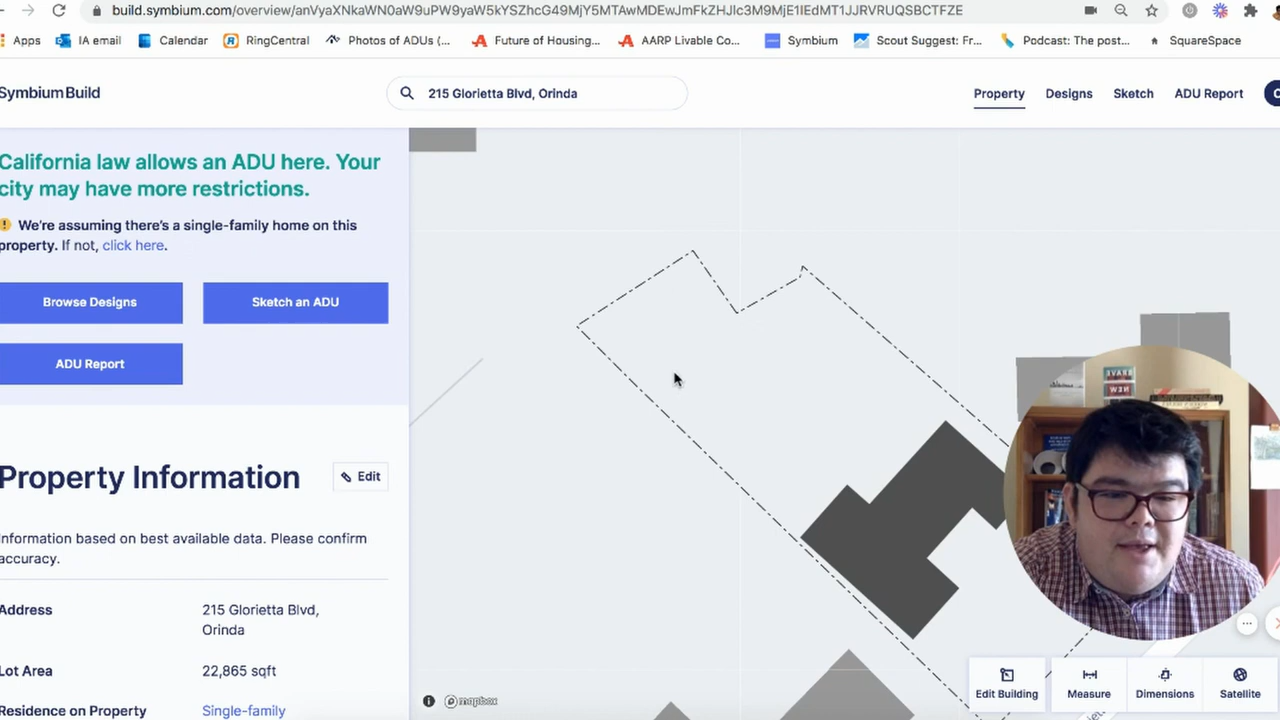 build.symbium.com/overview/anVyaXNkaWN0aW9uPW9yaW5kYSZhcG49MjY5MTAwMDEwJmFkZHJlc3M9MjE1IEdMT1JJRVRUQSBCTFZE
Apps
IA email
Calendar
RingCentral
Photos of ADUs (...
Future of Housing...
AARP Livable Co...
Symbium
Scout Suggest: Fr...
Podcast: The post...
SquareSpace
Symbium Build
215 Glorietta Blvd, Orinda
Property
Designs
Sketch
ADU Report
California law allows an ADU here. Your
city may have more restrictions.
We're assuming there's a single-family home on this
property. If not, click here.
Browse Designs
Sketch an ADU
ADU Report
Property Information
Edit
Information based on best available data. Please confirm
accuracy.
Address
215 Glorietta Blvd,
Orinda
Lot Area
22,865 sqft
Residence on Property
Single-family
mapbox
BRAVE
NEW
Edit Building
Measure
Dimensions
Satellite